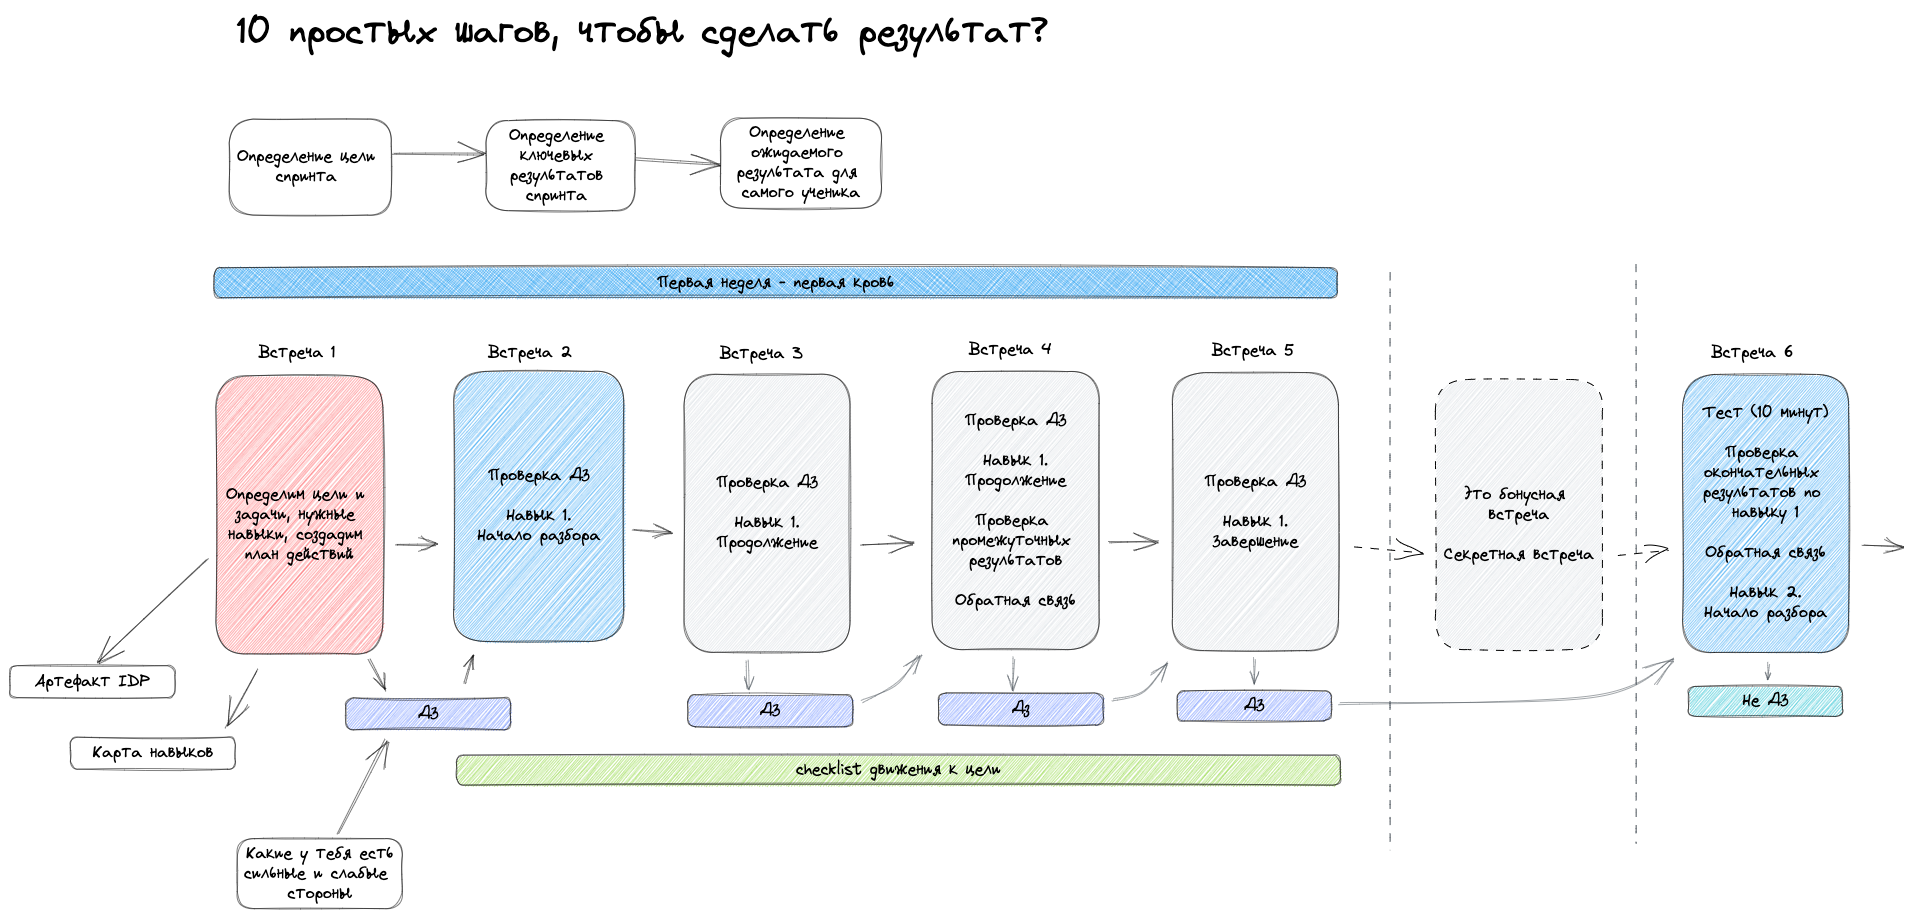 10 простых шагов, чтобы сделать результат?
Определение цели
спринта
Определение
ключевых
результатов
спринта
Определение
ожидаемого
результата для
самого ученика
Первая неделя - первая кровь
Встреча 1
Встреча 2
Встреча 3
Встреча 4
Встреча 5
Встреча 6
Определим цели и
задачи, нужные
навыки, создадим
план действий
Проверка ДЗ
Навык 1.
Начало разбора
Проверка ДЗ
Навык 1.
Продолжение
Проверка ДЗ
Навык 1.
Продолжение
Проверка
промежуточных
результатов
Обратная связь
Проверка ДЗ
Навык 1.
Завершение
Это бонусная
встреча
Секретная встреча
Тест (10 минут)
Проверка
окончательных
результатов по
навыку 1
Обратная связь
Навык 2.
Начало разбора
Артефакт IDP
Карта навыков
ДЗ
ДЗ
ДЗ
ДЗ
Не ДЗ
checklist движения к цели
Какие у тебя есть
сильные и слабые
стороны